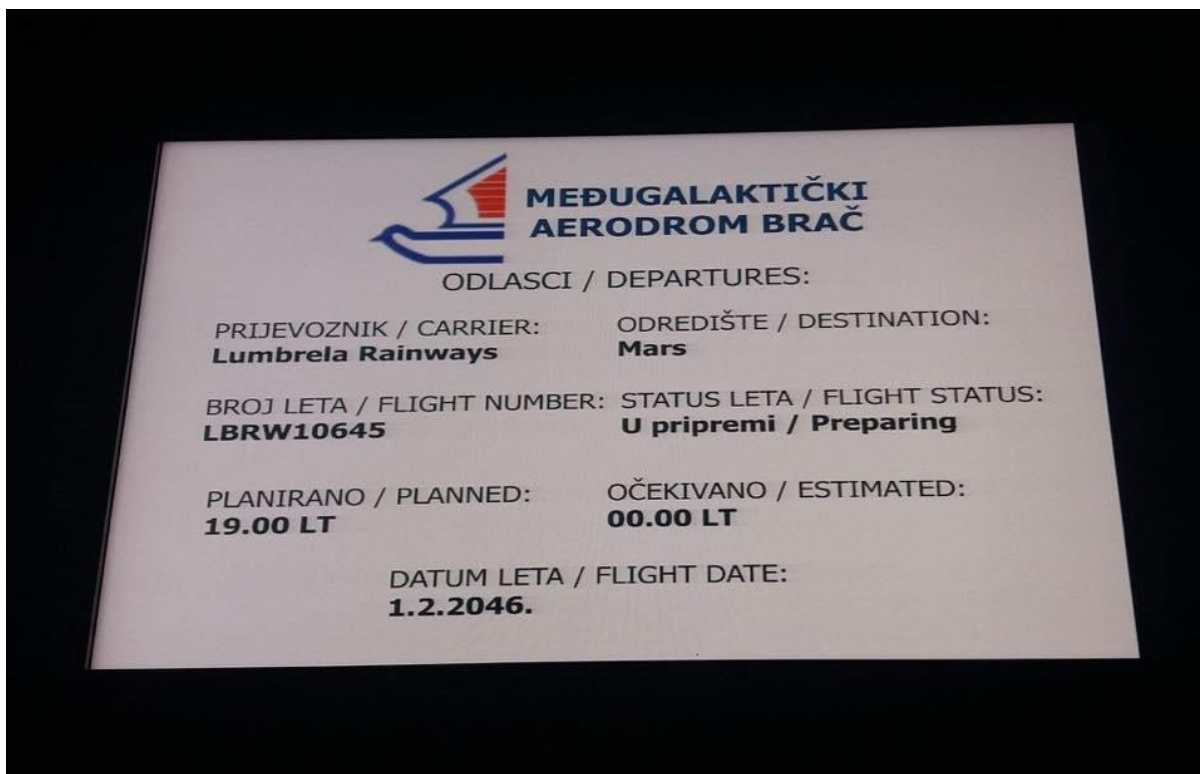 MEĐUGALAKTIČKI
AERODROM BRAČ
ODLASCI / DEPARTURES:
PRIJEVOZNIK / CARRIER:
Lumbrela Rainways
ODREDIŠTE / DESTINATION:
Mars
BROJ LETA / FLIGHT NUMBER:
LBRW10645
STATUS LETA / FLIGHT STATUS:
U pripremi / Preparing
PLANIRANO / PLANNED:
19.00 LT
OČEKIVANO / ESTIMATED:
00.00 LT
DATUM LETA / FLIGHT DATE:
1.2.2046.